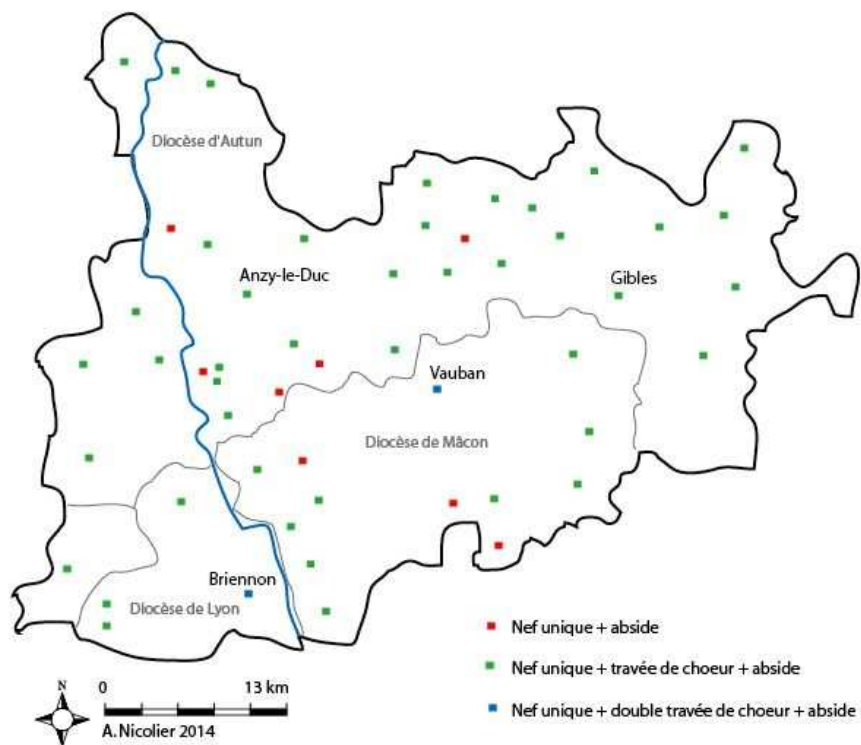 Diocèse d'Autun
Anzy-le-Duc
Gibles
Vauban
Diocèse de Mâcon
Briennon
Diocèse de Lyon
Nef unique + abside
Nef unique + travée de choeur + abside
Nef unique + double travée de choeur + abside
N
0 13 km
A. Nicolier 2014